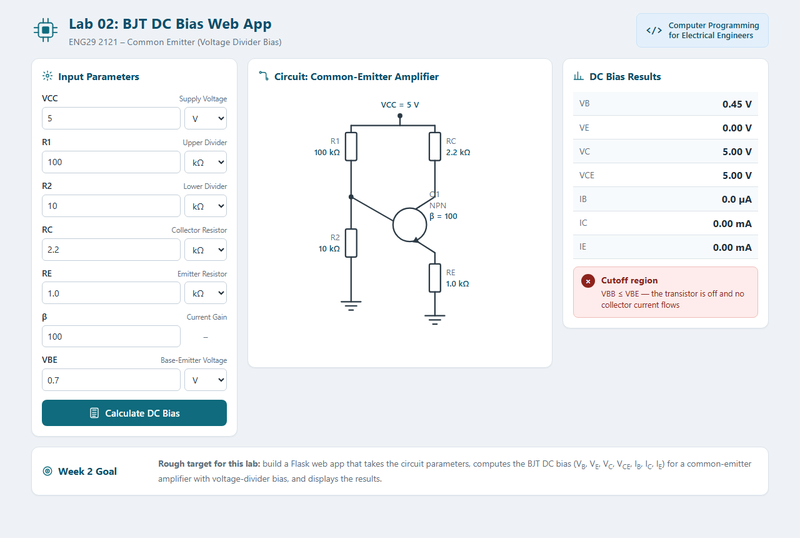 Lab 02: BJT DC Bias Web App
ENG29 2121 – Common Emitter (Voltage Divider Bias)
</> Computer Programming
for Electrical Engineers
Input Parameters
VCC Supply Voltage
5 V
R1 Upper Divider
100 kΩ
R2 Lower Divider
10 kΩ
RC Collector Resistor
2.2 kΩ
RE Emitter Resistor
1.0 kΩ
β Current Gain
100 –
VBE Base-Emitter Voltage
0.7 V
Calculate DC Bias
Circuit: Common-Emitter Amplifier
VCC = 5 V
R1
100 kΩ
RC
2.2 kΩ
Q1
NPN
β = 100
R2
10 kΩ
RE
1.0 kΩ
DC Bias Results
VB 0.45 V
VE 0.00 V
VC 5.00 V
VCE 5.00 V
IB 0.0 µA
IC 0.00 mA
IE 0.00 mA
Cutoff region
VBB ≤ VBE — the transistor is off and no
collector current flows
Week 2 Goal
Rough target for this lab: build a Flask web app that takes the circuit parameters, computes the BJT DC bias (VB, VE, VC, VCE, IB, IC, IE) for a common-emitter
amplifier with voltage-divider bias, and displays the results.